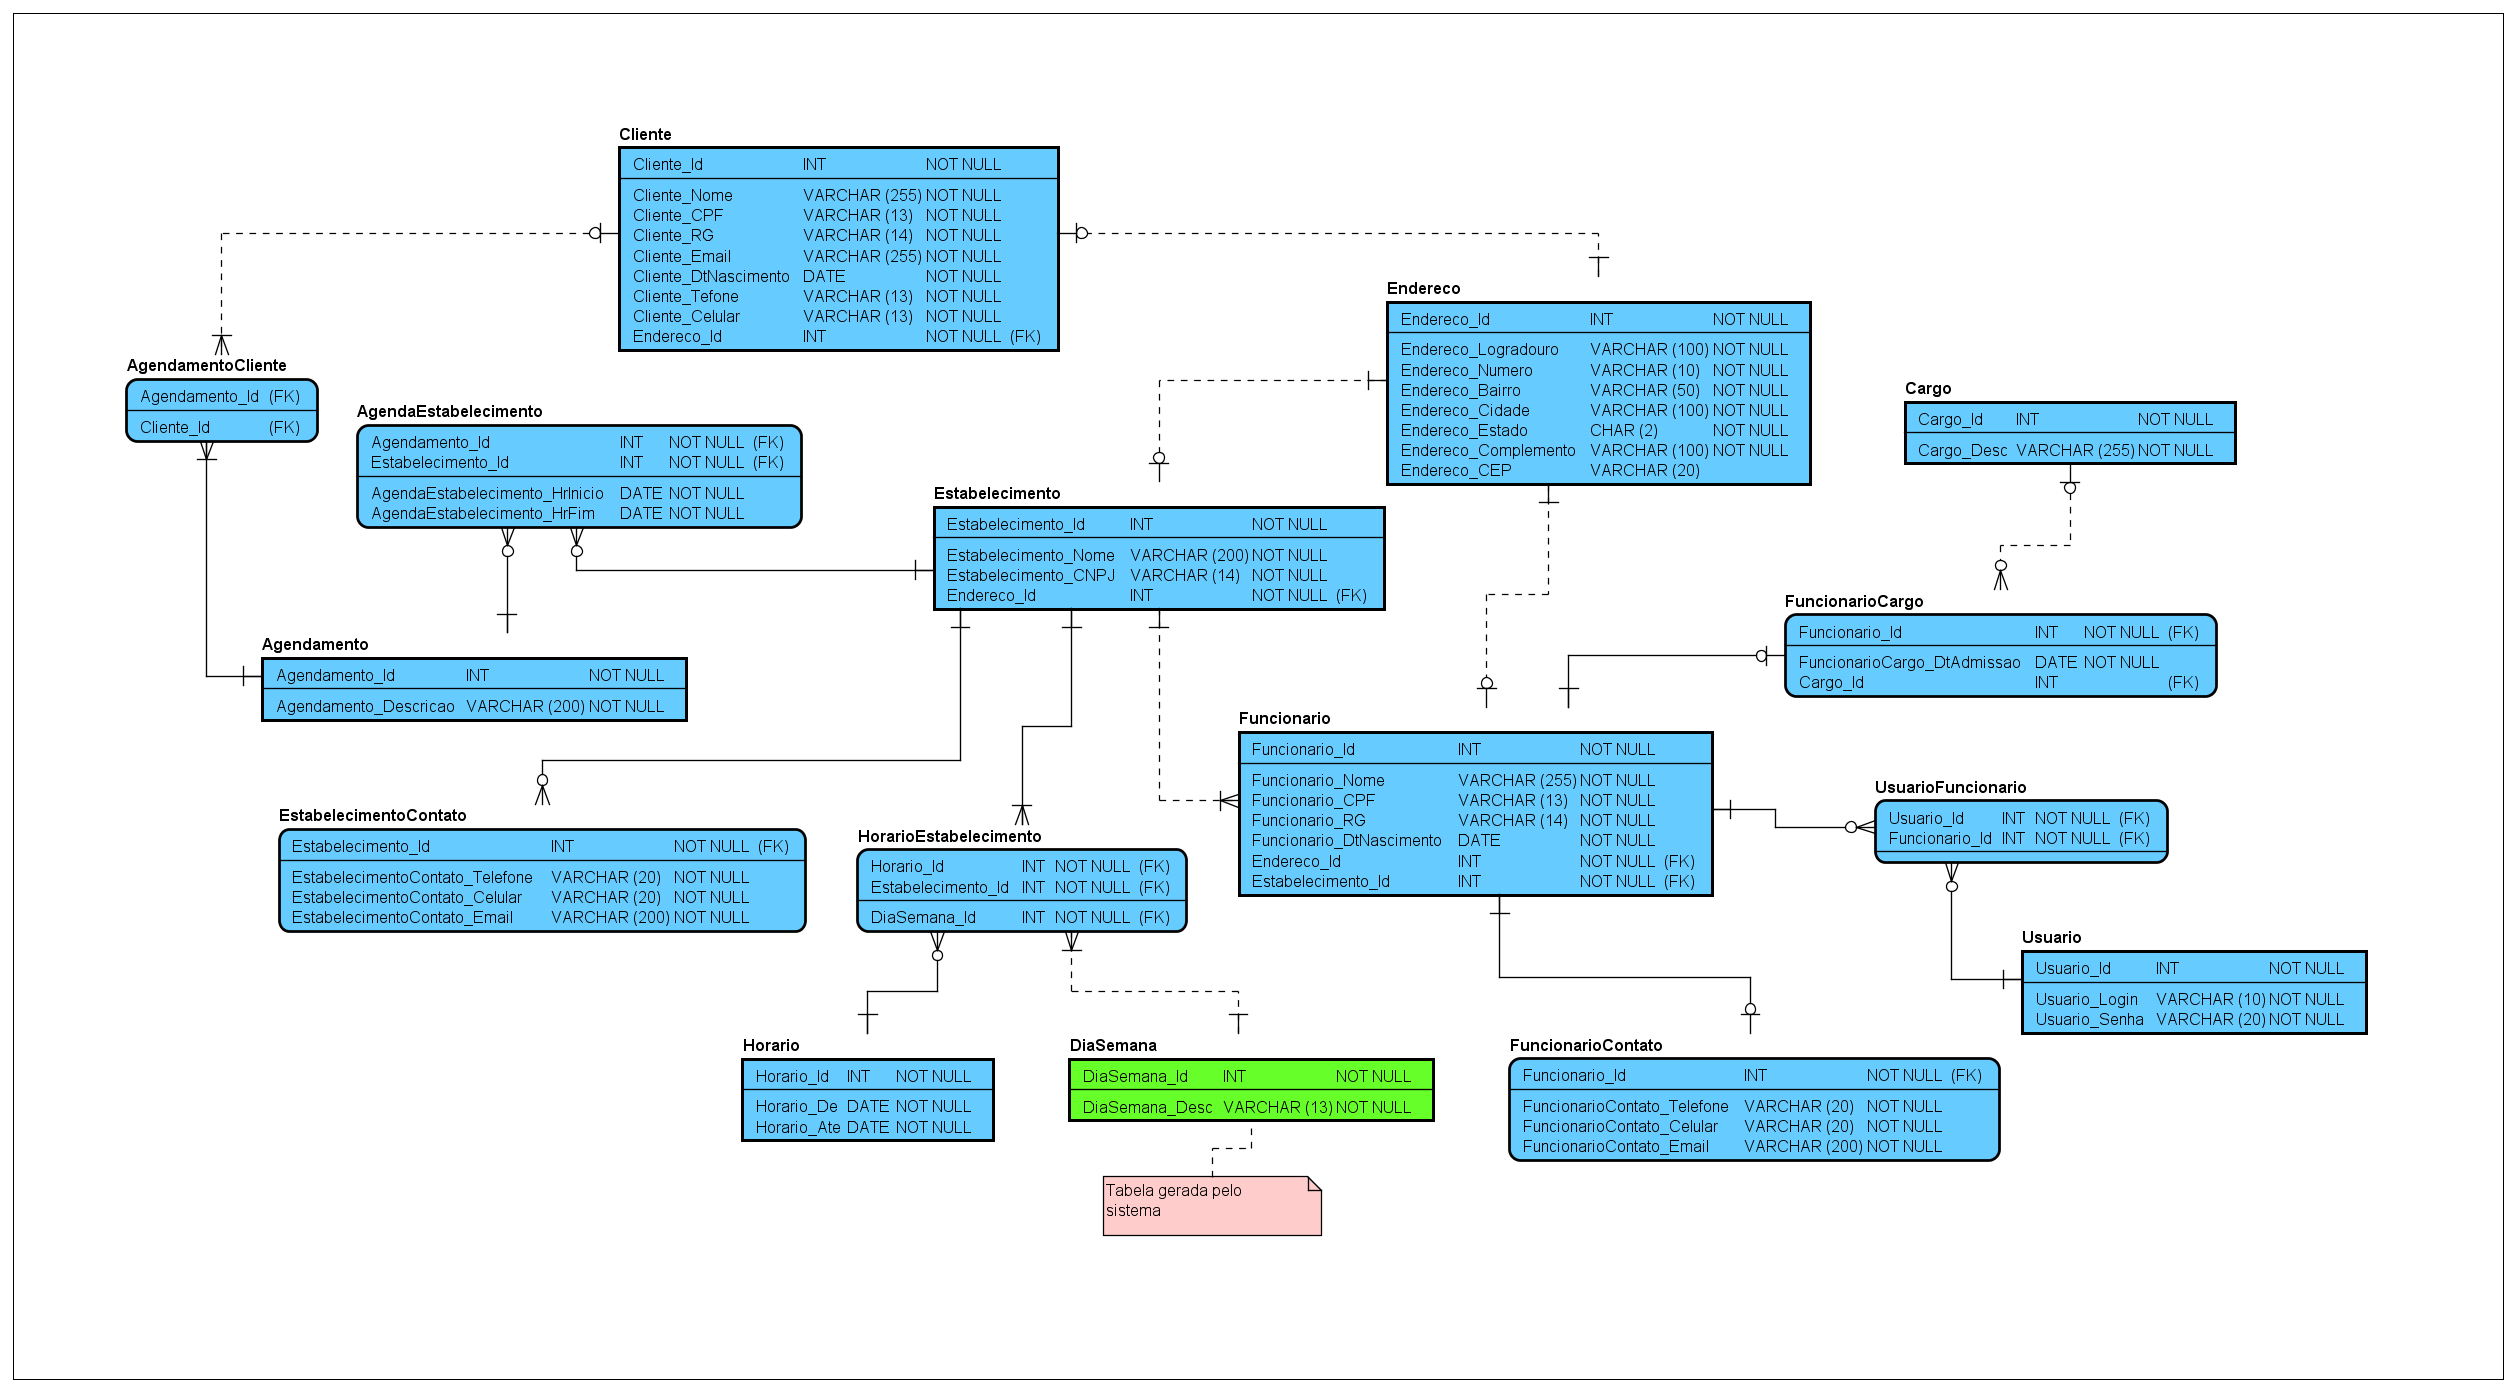 Cliente
Cliente_Id INT NOT NULL
Cliente_Nome VARCHAR (255) NOT NULL
Cliente_CPF VARCHAR (13) NOT NULL
Cliente_RG VARCHAR (14) NOT NULL
Cliente_Email VARCHAR (255) NOT NULL
Cliente_DtNascimento DATE NOT NULL
Cliente_Tefone VARCHAR (13) NOT NULL
Cliente_Celular VARCHAR (13) NOT NULL
Endereco_Id INT NOT NULL (FK)
Endereco
Endereco_Id INT NOT NULL
Endereco_Logradouro VARCHAR (100) NOT NULL
Endereco_Numero VARCHAR (10) NOT NULL
Endereco_Bairro VARCHAR (50) NOT NULL
Endereco_Cidade VARCHAR (100) NOT NULL
Endereco_Estado CHAR (2) NOT NULL
Endereco_Complemento VARCHAR (100) NOT NULL
Endereco_CEP VARCHAR (20)
AgendamentoCliente
Agendamento_Id (FK)
Cliente_Id (FK)
AgendaEstabelecimento
Agendamento_Id INT NOT NULL (FK)
Estabelecimento_Id INT NOT NULL (FK)
AgendaEstabelecimento_HrInicio DATE NOT NULL
AgendaEstabelecimento_HrFim DATE NOT NULL
Cargo
Cargo_Id INT NOT NULL
Cargo_Desc VARCHAR (255) NOT NULL
Estabelecimento
Estabelecimento_Id INT NOT NULL
Estabelecimento_Nome VARCHAR (200) NOT NULL
Estabelecimento_CNPJ VARCHAR (14) NOT NULL
Endereco_Id INT NOT NULL (FK)
FuncionarioCargo
Funcionario_Id INT NOT NULL (FK)
FuncionarioCargo_DtAdmissao DATE NOT NULL
Cargo_Id INT (FK)
Agendamento
Agendamento_Id INT NOT NULL
Agendamento_Descricao VARCHAR (200) NOT NULL
Funcionario
Funcionario_Id INT NOT NULL
Funcionario_Nome VARCHAR (255) NOT NULL
Funcionario_CPF VARCHAR (13) NOT NULL
Funcionario_RG VARCHAR (14) NOT NULL
Funcionario_DtNascimento DATE NOT NULL
Endereco_Id INT NOT NULL (FK)
Estabelecimento_Id INT NOT NULL (FK)
UsuarioFuncionario
Usuario_Id INT NOT NULL (FK)
Funcionario_Id INT NOT NULL (FK)
EstabelecimentoContato
Estabelecimento_Id INT NOT NULL (FK)
EstabelecimentoContato_Telefone VARCHAR (20) NOT NULL
EstabelecimentoContato_Celular VARCHAR (20) NOT NULL
EstabelecimentoContato_Email VARCHAR (200) NOT NULL
HorarioEstabelecimento
Horario_Id INT NOT NULL (FK)
Estabelecimento_Id INT NOT NULL (FK)
DiaSemana_Id INT NOT NULL (FK)
Usuario
Usuario_Id INT NOT NULL
Usuario_Login VARCHAR (10) NOT NULL
Usuario_Senha VARCHAR (20) NOT NULL
Horario
Horario_Id INT NOT NULL
Horario_De DATE NOT NULL
Horario_Ate DATE NOT NULL
DiaSemana
DiaSemana_Id INT NOT NULL
DiaSemana_Desc VARCHAR (13) NOT NULL
FuncionarioContato
Funcionario_Id INT NOT NULL (FK)
FuncionarioContato_Telefone VARCHAR (20) NOT NULL
FuncionarioContato_Celular VARCHAR (20) NOT NULL
FuncionarioContato_Email VARCHAR (200) NOT NULL
Tabela gerada pelo
sistema